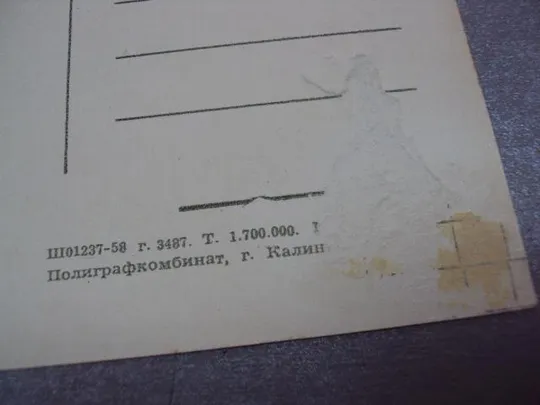 Ш01237-58 г. 3487. Т. 1.700.000.
Полиграфкомбинат, г. Калин